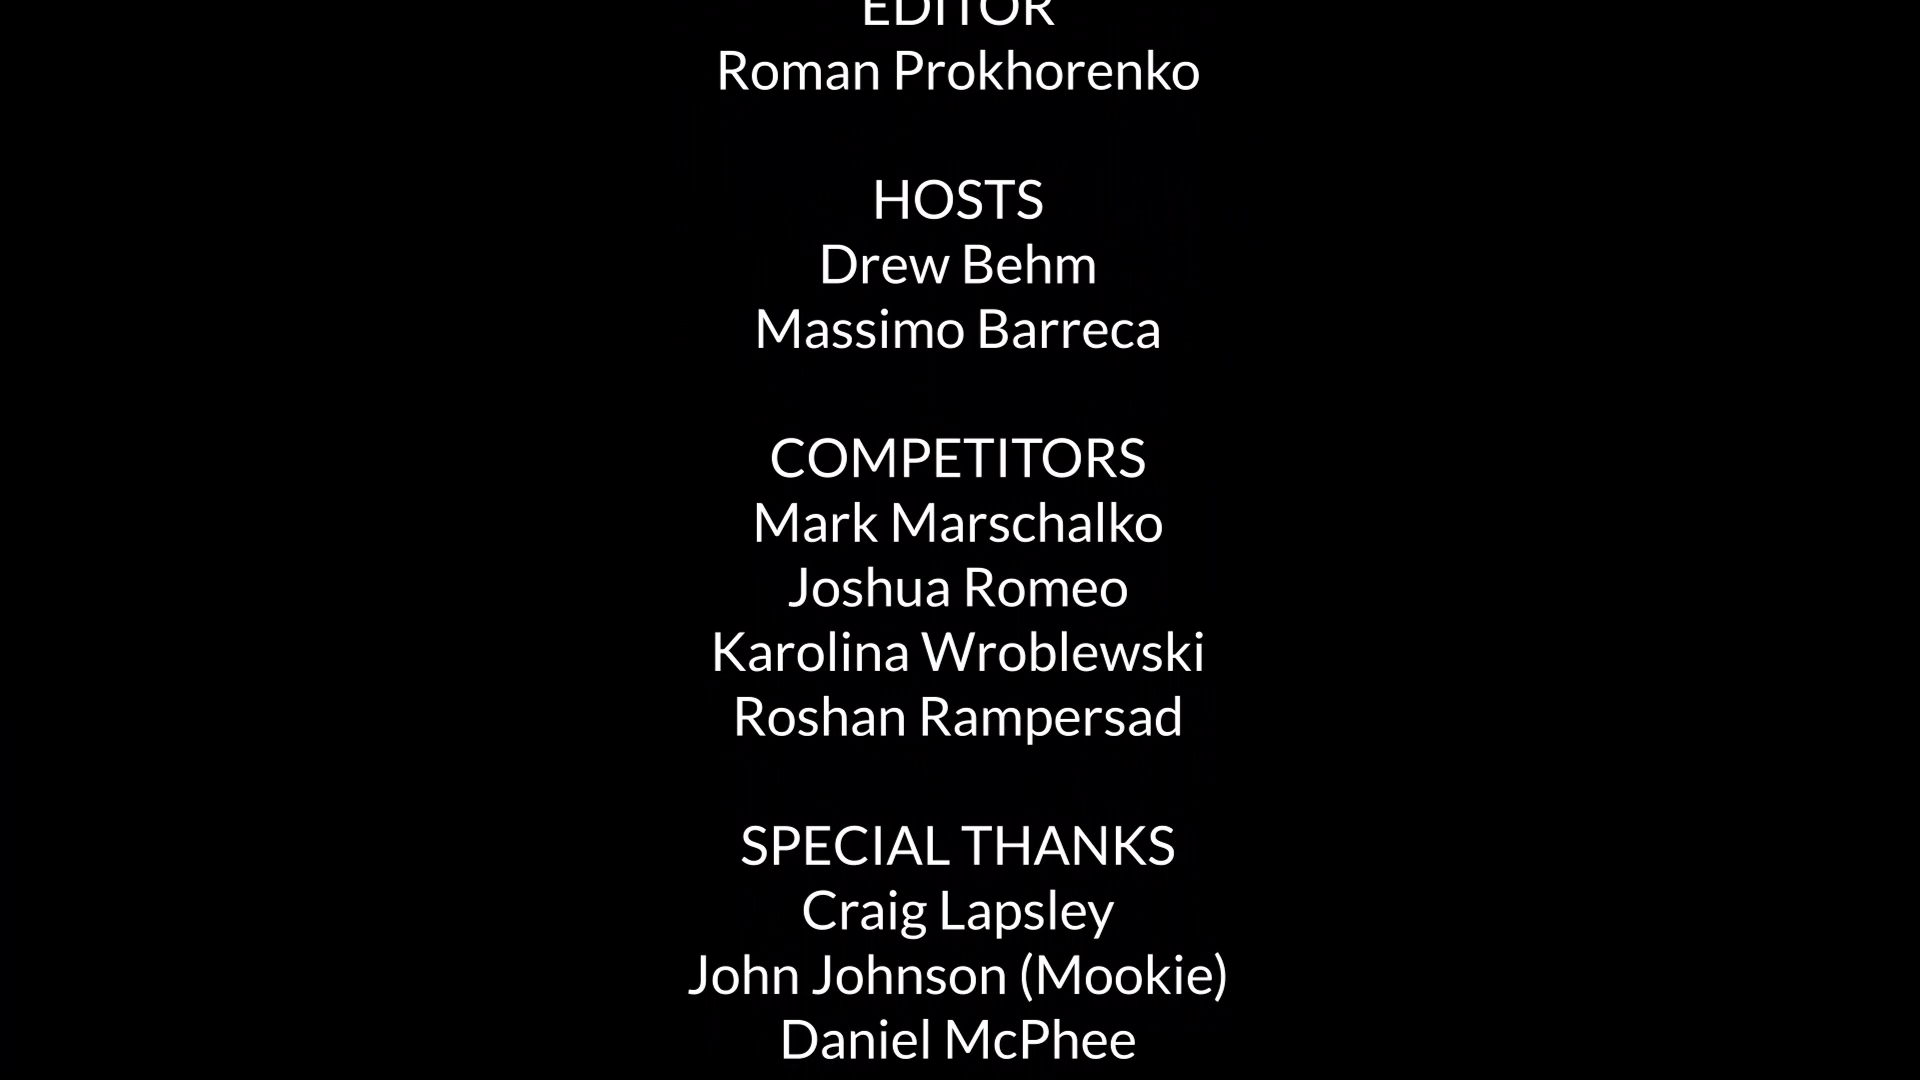 EDITOR
Roman Prokhorenko
HOSTS
Drew Behm
Massimo Barreca
COMPETITORS
Mark Marschalko
Joshua Romeo
Karolina Wroblewski
Roshan Rampersad
SPECIAL THANKS
Craig Lapsley
John Johnson (Mookie)
Daniel McPhee